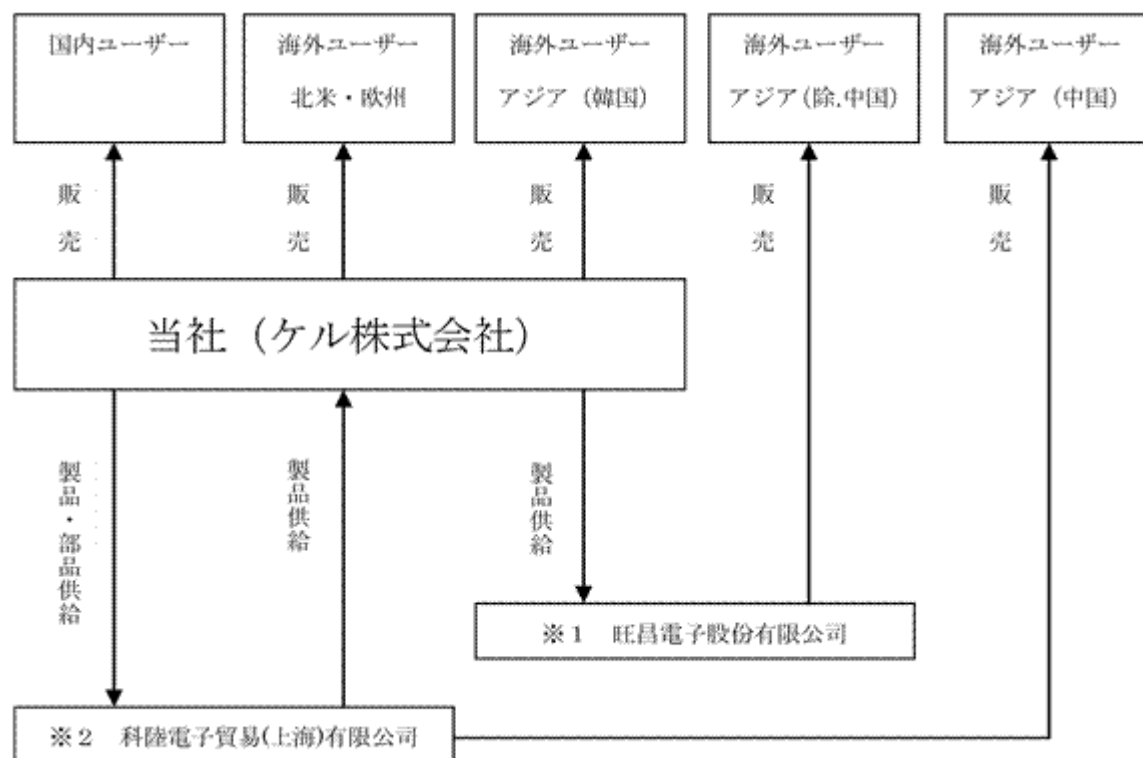 国内ユーザー
海外ユーザー
北米・欧州
海外ユーザー
アジア（韓国）
海外ユーザー
アジア(除.中国)
海外ユーザー
アジア（中国）
販売
販売
販売
販売
販売
当社（ケル株式会社）
製品・部品供給
製品供給
製品供給
※１　旺昌電子股份有限公司
※２　科陸電子貿易(上海)有限公司